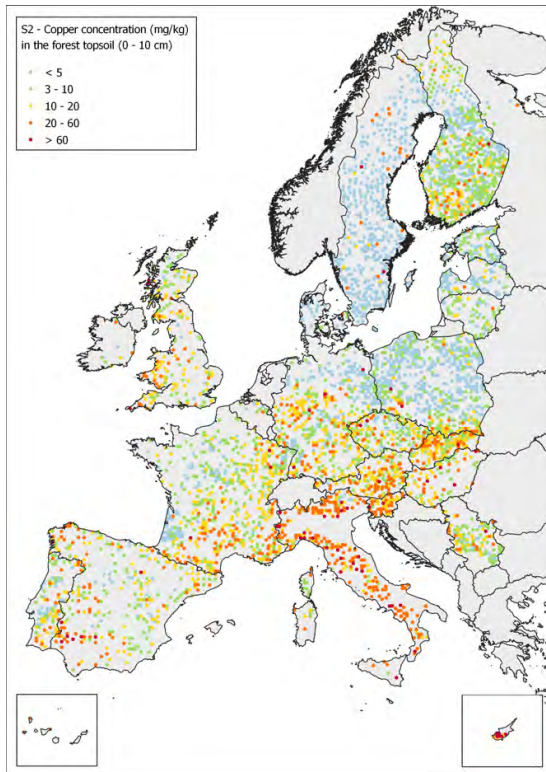 S2 - Copper concentration (mg/kg)
in the forest topsoil (0 - 10 cm)
< 5
3 - 10
10 - 20
20 - 60
> 60